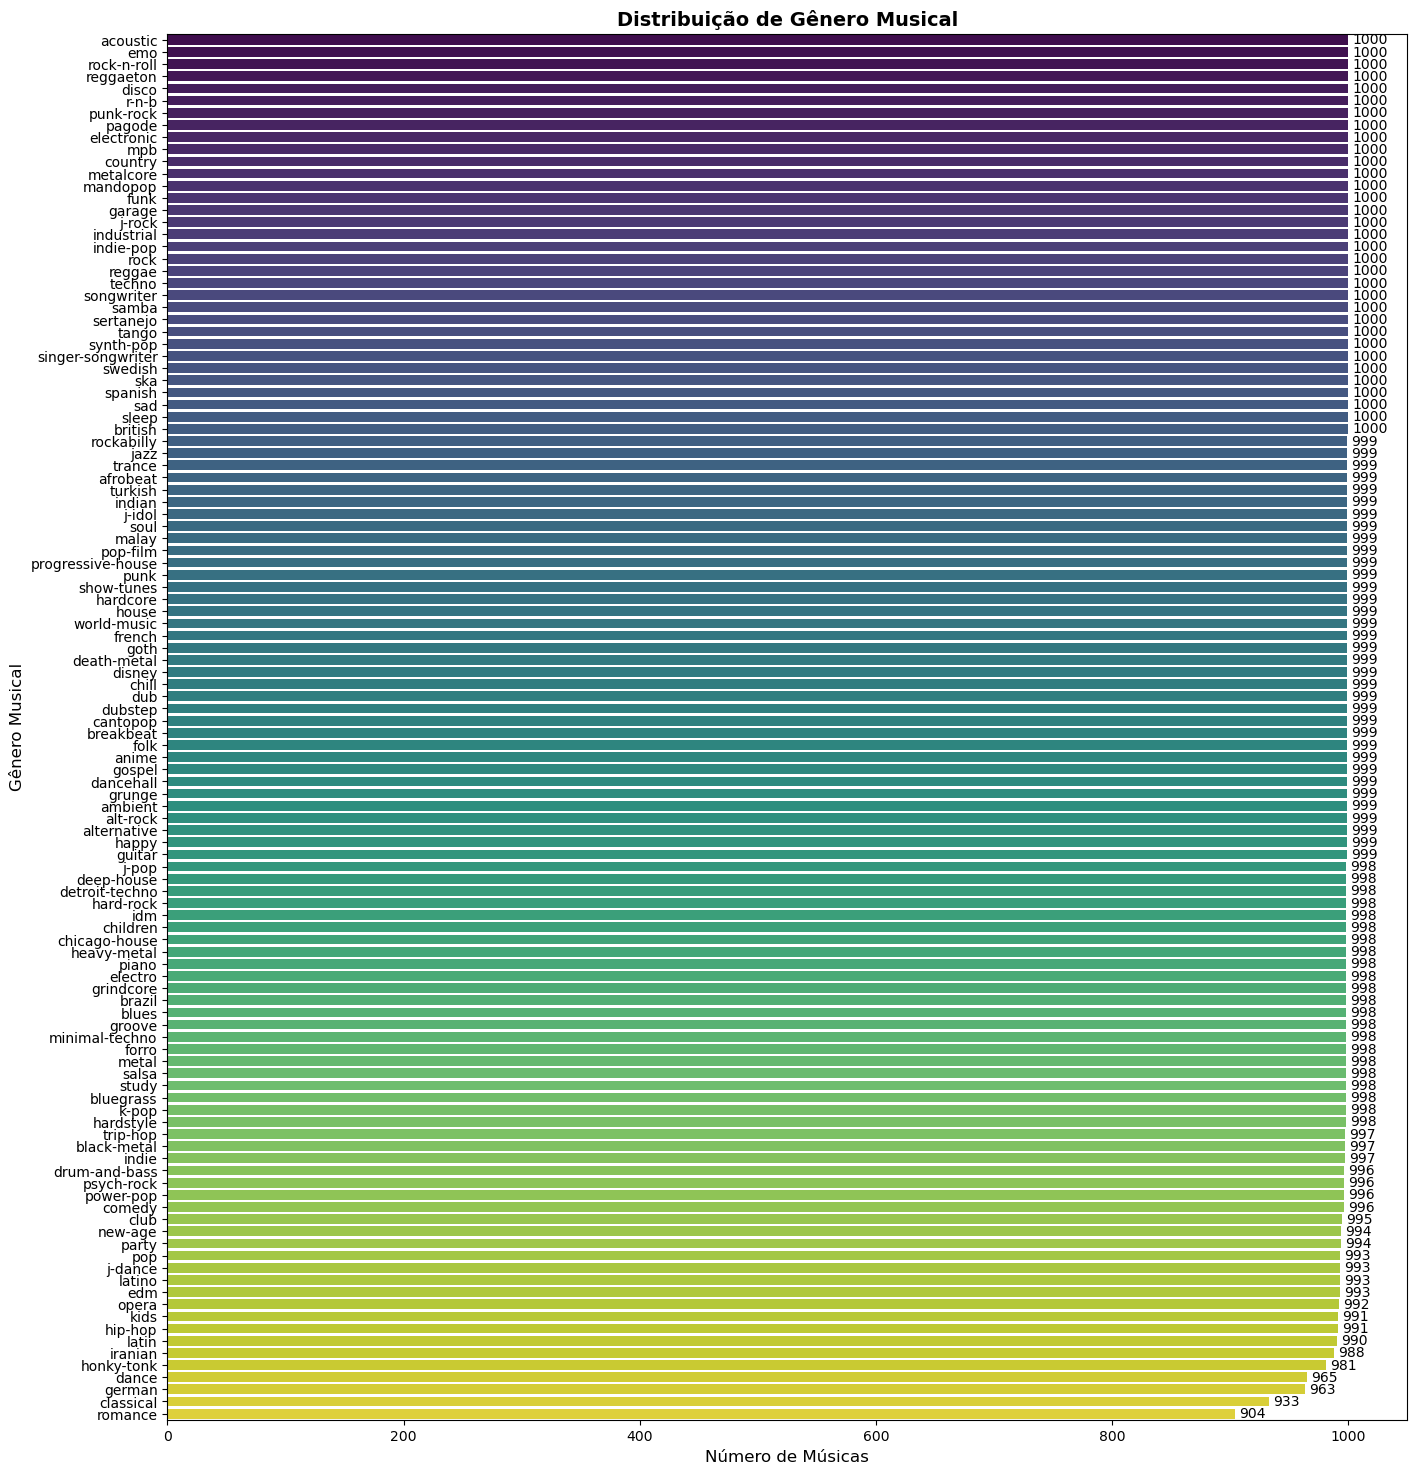 Distribuição de Gênero Musical
Gênero Musical
acoustic 1000
emo 1000
rock-n-roll 1000
reggaeton 1000
disco 1000
r-n-b 1000
punk-rock 1000
pagode 1000
electronic 1000
mpb 1000
country 1000
metalcore 1000
mandopop 1000
funk 1000
garage 1000
j-rock 1000
industrial 1000
indie-pop 1000
rock 1000
reggae 1000
techno 1000
songwriter 1000
samba 1000
sertanejo 1000
tango 1000
synth-pop 1000
singer-songwriter 1000
swedish 1000
ska 1000
spanish 1000
sad 1000
sleep 1000
british 1000
rockabilly 999
jazz 999
trance 999
afrobeat 999
turkish 999
indian 999
j-idol 999
soul 999
malay 999
pop-film 999
progressive-house 999
punk 999
show-tunes 999
hardcore 999
house 999
world-music 999
french 999
goth 999
death-metal 999
disney 999
chill 999
dub 999
dubstep 999
cantopop 999
breakbeat 999
folk 999
anime 999
gospel 999
dancehall 999
grunge 999
ambient 999
alt-rock 999
alternative 999
happy 999
guitar 999
j-pop 998
deep-house 998
detroit-techno 998
hard-rock 998
idm 998
children 998
chicago-house 998
heavy-metal 998
piano 998
electro 998
grindcore 998
brazil 998
blues 998
groove 998
minimal-techno 998
forro 998
metal 998
salsa 998
study 998
bluegrass 998
k-pop 998
hardstyle 998
trip-hop 997
black-metal 997
indie 997
drum-and-bass 996
psych-rock 996
power-pop 996
comedy 996
club 995
new-age 994
party 994
pop 993
j-dance 993
latino 993
edm 993
opera 992
kids 991
hip-hop 991
latin 990
iranian 988
honky-tonk 981
dance 965
german 963
classical 933
romance 904
0 200 400 600 800 1000
Número de Músicas